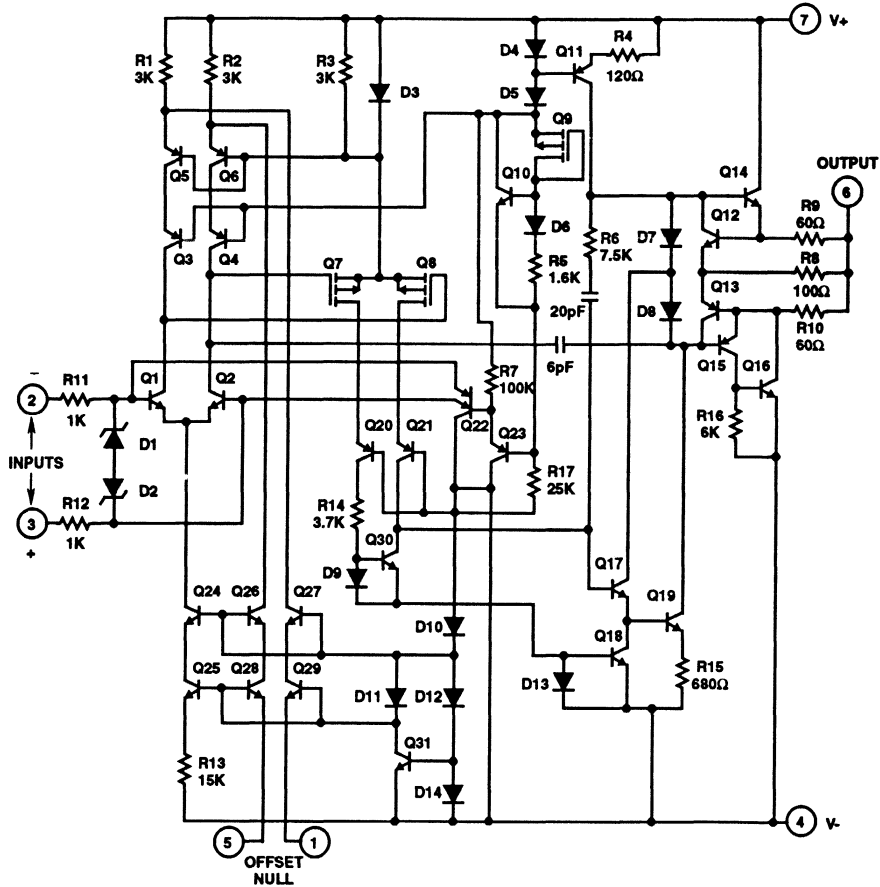 7 V+
R1
3K
R2
3K
R3
3K
D3
D4
Q11
R4
120Ω
D5
Q9
Q5
Q6
Q10
Q14
OUTPUT
6
Q3
Q4
D6
R6
7.5K
D7
Q12
R9
60Ω
Q7
Q8
R5
1.6K
R8
100Ω
Q13
20pF
D8
R10
60Ω
6pF
Q15
Q16
−
2
R11
1K
Q1
Q2
R7
100K
Q22
Q23
R16
6K
INPUTS
D1
D2
Q20
Q21
R17
25K
3
+
R12
1K
R14
3.7K
Q30
D9
Q17
Q24
Q26
Q27
Q19
D10
Q18
Q25
Q28
Q29
D11
D12
D13
R15
680Ω
Q31
R13
15K
D14
5
1
4 V-
OFFSET
NULL